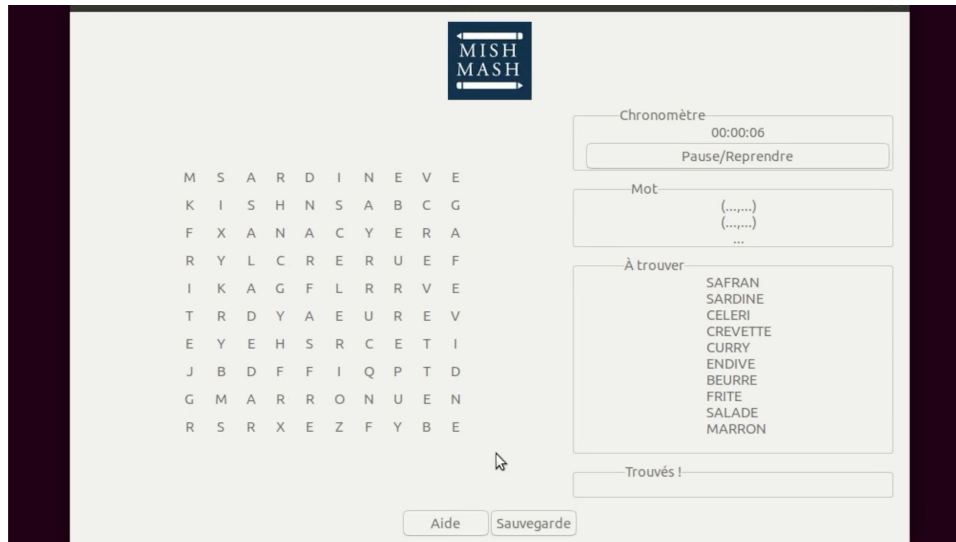 MISH
MASH
Chronomètre
00:00:06
Pause/Reprendre
M S A R D I N E V E
K I S H N S A B C G
F X A N A C Y E R A
R Y L C R E R U E F
I K A G F L R R V E
T R D Y A E U R E V
E Y E H S R C E T I
J B D F F I Q P T D
G M A R R O N U E N
R S R X E Z F Y B E
Mot
(...,...)
(...,...)
...
À trouver
SAFRAN
SARDINE
CELERI
CREVETTE
CURRY
ENDIVE
BEURRE
FRITE
SALADE
MARRON
Trouvés !
Aide Sauvegarde